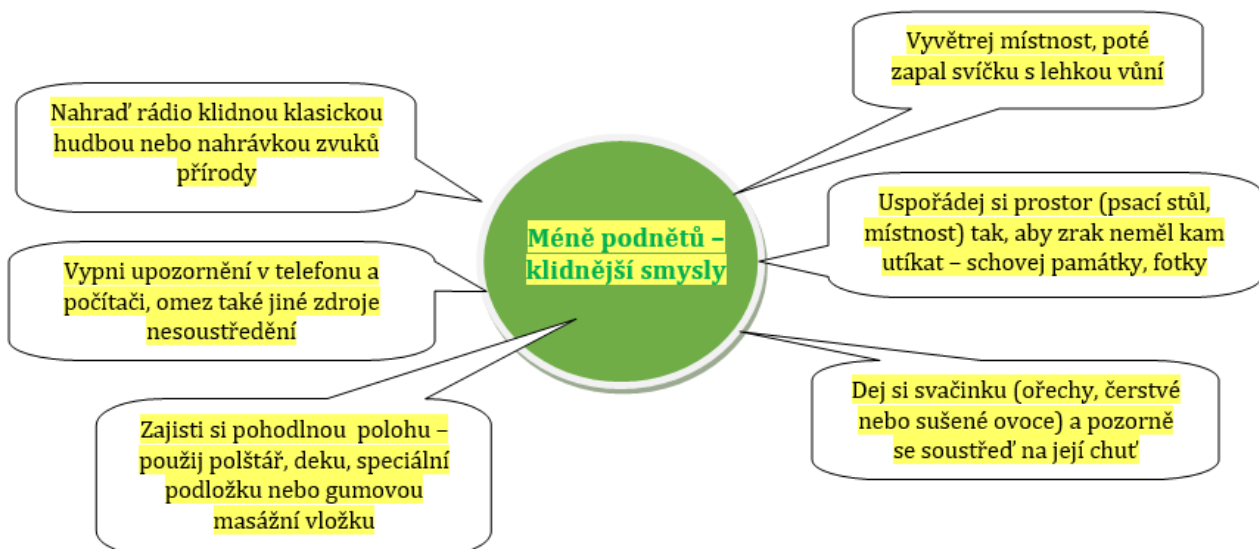 Vyvětrej místnost, poté
zapal svíčku s lehkou vůní
Nahraď rádio klidnou klasickou
hudbou nebo nahrávkou zvuků
přírody
Méně podnětů –
klidnější smysly
Uspořádej si prostor (psací stůl,
místnost) tak, aby zrak neměl kam
utíkat – schovej památky, fotky
Vypni upozornění v telefonu a
počítači, omez také jiné zdroje
nesoustředění
Dej si svačinku (ořechy, čerstvé
nebo sušené ovoce) a pozorně
se soustřeď na její chuť
Zajisti si pohodlnou polohu –
použij polštář, deku, speciální
podložku nebo gumovou
masážní vložku